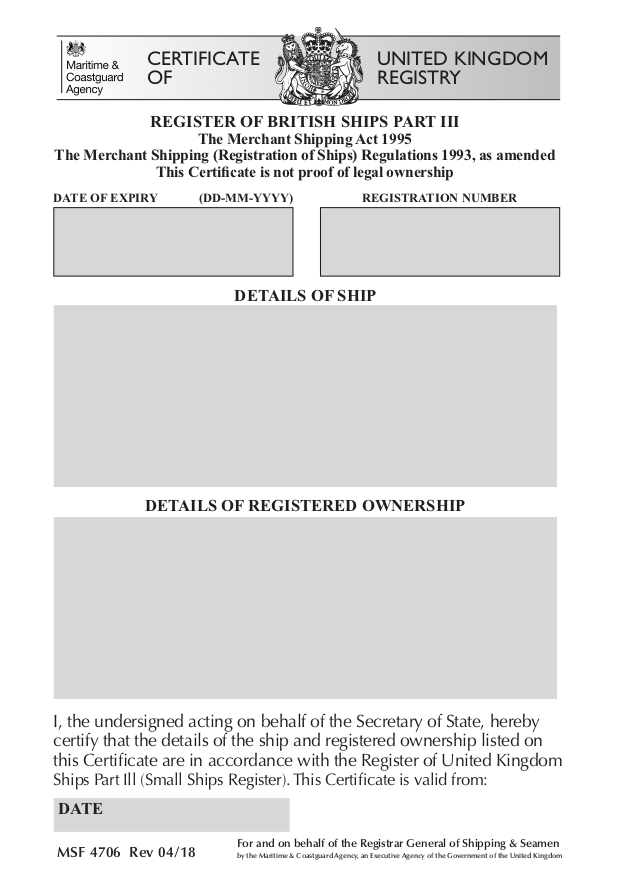 Maritime &
Coastguard
Agency
CERTIFICATE
OF
UNITED KINGDOM
REGISTRY
REGISTER OF BRITISH SHIPS PART III
The Merchant Shipping Act 1995
The Merchant Shipping (Registration of Ships) Regulations 1993, as amended
This Certificate is not proof of legal ownership
DATE OF EXPIRY (DD-MM-YYYY)
REGISTRATION NUMBER
DETAILS OF SHIP
DETAILS OF REGISTERED OWNERSHIP
I, the undersigned acting on behalf of the Secretary of State, hereby
certify that the details of the ship and registered ownership listed on
this Certificate are in accordance with the Register of United Kingdom
Ships Part Ill (Small Ships Register). This Certificate is valid from:
DATE
MSF 4706 Rev 04/18
For and on behalf of the Registrar General of Shipping & Seamen
by the Maritime & Coastguard Agency, an Executive Agency of the Government of the United Kingdom